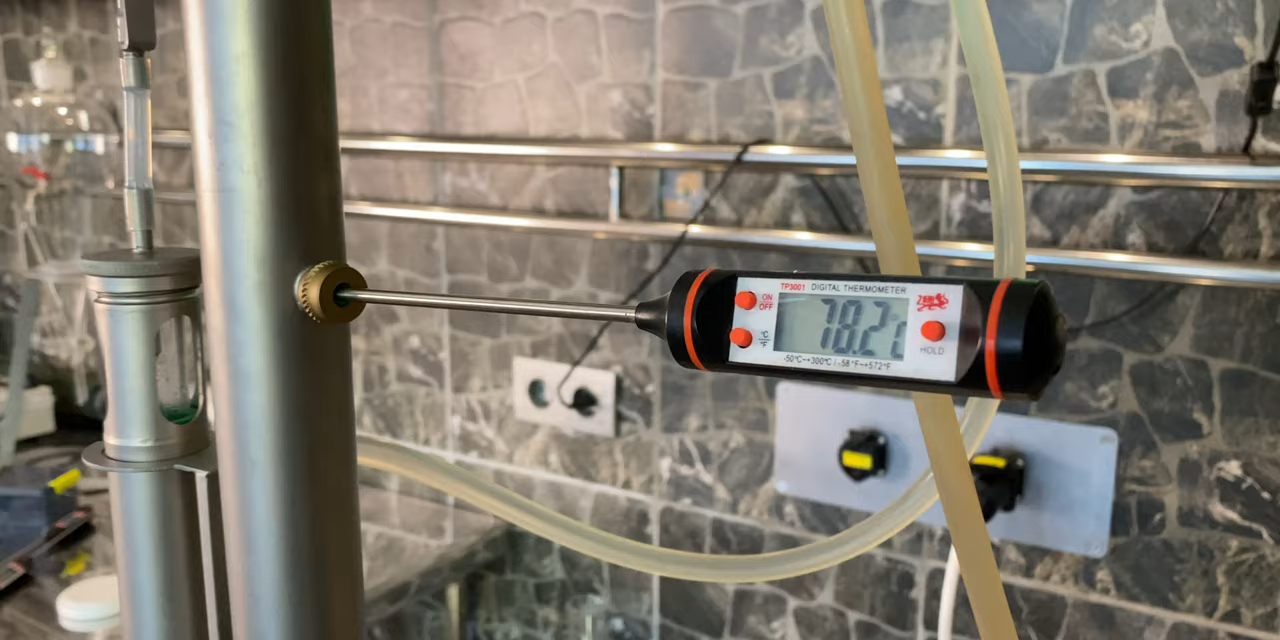 TP3001 DIGITAL THERMOMETER
ON
OFF
78.2°C
°C
°F
HOLD
-50°C~+300°C / -58°F~+572°F